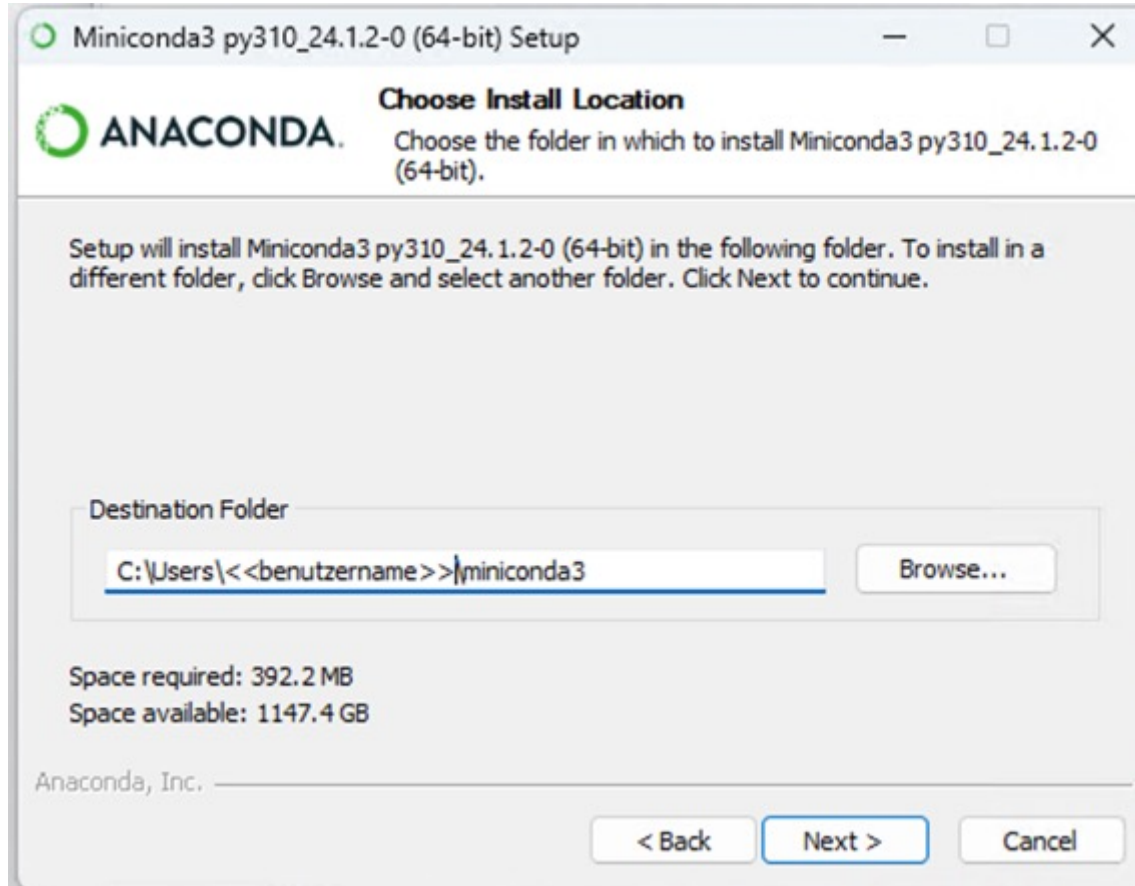 Miniconda3 py310_24.1.2-0 (64-bit) Setup
ANACONDA.
Choose Install Location
Choose the folder in which to install Miniconda3 py310_24.1.2-0
(64-bit).
Setup will install Miniconda3 py310_24.1.2-0 (64-bit) in the following folder. To install in a
different folder, click Browse and select another folder. Click Next to continue.
Destination Folder
C:\Users\<<benutzername>>\miniconda3
Browse...
Space required: 392.2 MB
Space available: 1147.4 GB
Anaconda, Inc.
< Back
Next >
Cancel